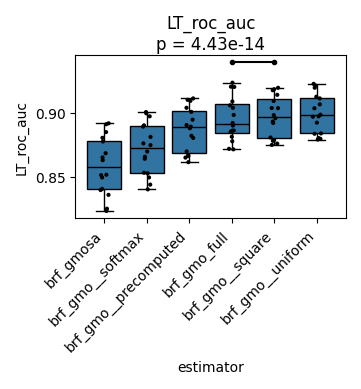 LT_roc_auc
p = 4.43e-14
LT_roc_auc
0.90
0.85
brf_gmosa
brf_gmo__softmax
brf_gmo__precomputed
brf_gmo_full
brf_gmo__square
brf_gmo__uniform
estimator